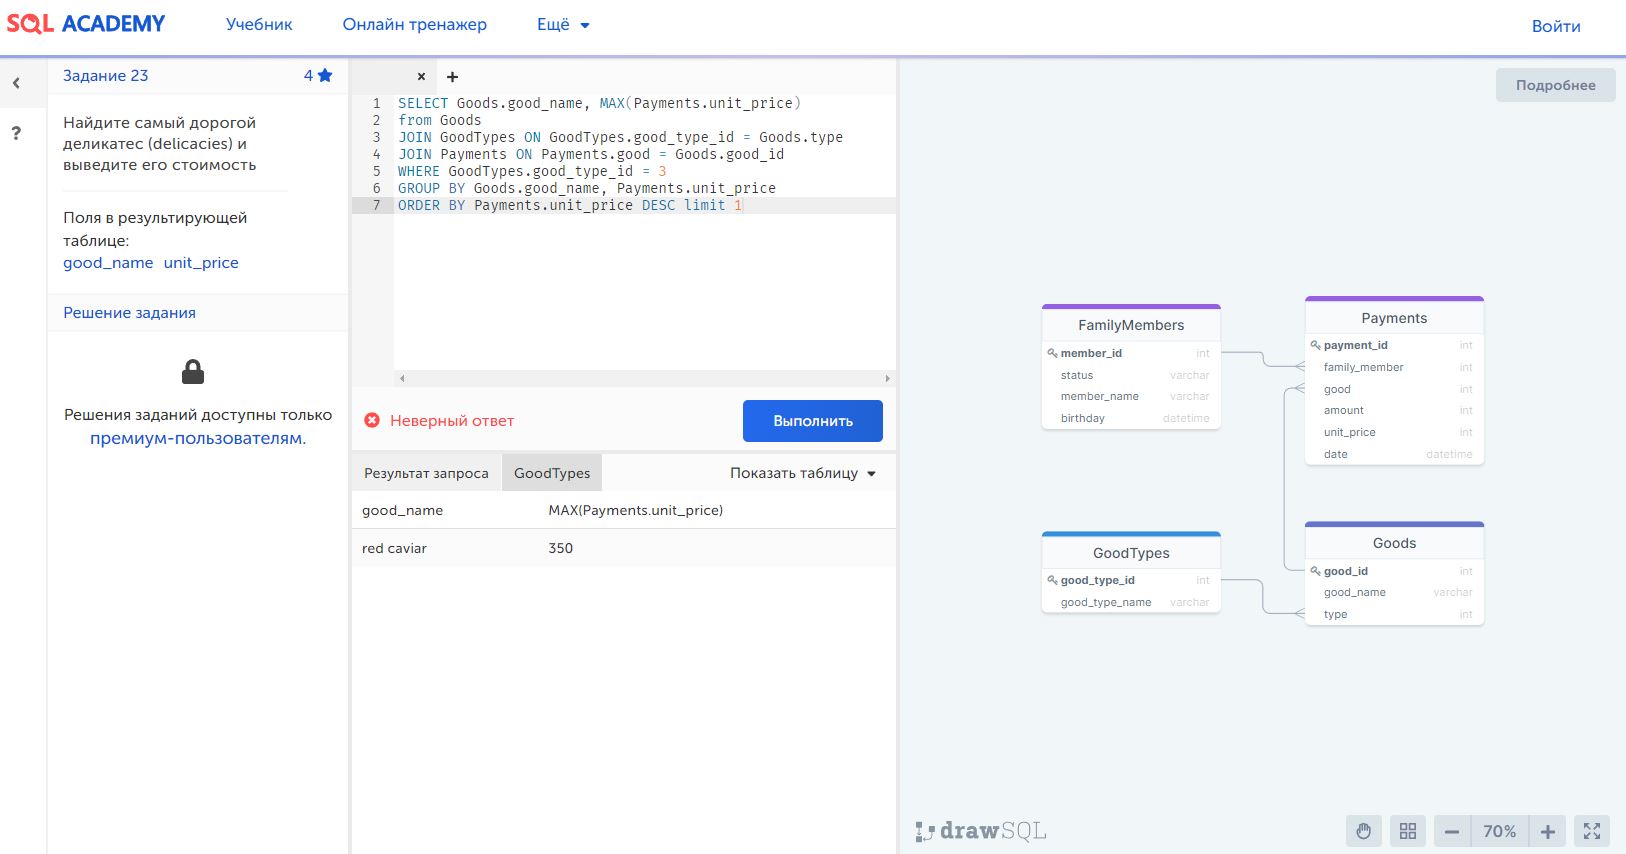 SQL ACADEMY
Учебник
Онлайн тренажер
Ещё
Войти
Задание 23
4
Найдите самый дорогой
деликатес (delicacies) и
выведите его стоимость
Поля в результирующей
таблице:
good_name unit_price
Решение задания
Решения заданий доступны только
премиум-пользователям.
1 SELECT Goods.good_name, MAX(Payments.unit_price)
2 from Goods
3 JOIN GoodTypes ON GoodTypes.good_type_id = Goods.type
4 JOIN Payments ON Payments.good = Goods.good_id
5 WHERE GoodTypes.good_type_id = 3
6 GROUP BY Goods.good_name, Payments.unit_price
7 ORDER BY Payments.unit_price DESC limit 1
Неверный ответ
Выполнить
Результат запроса
GoodTypes
Показать таблицу
good_name MAX(Payments.unit_price)
red caviar 350
Подробнее
FamilyMembers
member_id int
status varchar
member_name varchar
birthday datetime
Payments
payment_id int
family_member int
good int
amount int
unit_price int
date datetime
GoodTypes
good_type_id int
good_type_name varchar
Goods
good_id int
good_name varchar
type int
drawSQL
70%